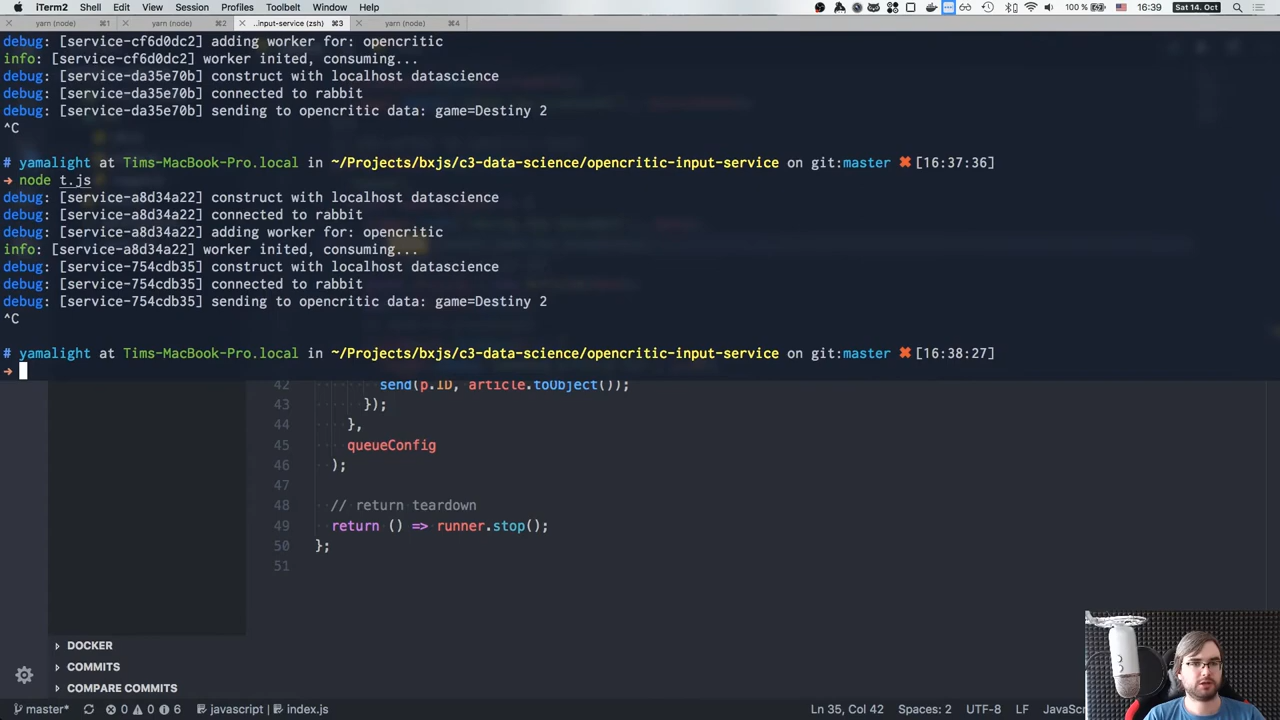 iTerm2 Shell Edit View Session Profiles Toolbelt Window Help 100 % 16:39 Sat 14. Oct
yarn (node) ⌘1 yarn (node) ⌘2 ..input-service (zsh) ⌘3 yarn (node) ⌘4
debug: [service-cf6d0dc2] adding worker for: opencritic
info: [service-cf6d0dc2] worker inited, consuming...
debug: [service-da35e70b] construct with localhost datascience
debug: [service-da35e70b] connected to rabbit
debug: [service-da35e70b] sending to opencritic data: game=Destiny 2
^C
# yamalight at Tims-MacBook-Pro.local in ~/Projects/bxjs/c3-data-science/opencritic-input-service on git:master ✖ [16:37:36]
→ node t.js
debug: [service-a8d34a22] construct with localhost datascience
debug: [service-a8d34a22] connected to rabbit
debug: [service-a8d34a22] adding worker for: opencritic
info: [service-a8d34a22] worker inited, consuming...
debug: [service-754cdb35] construct with localhost datascience
debug: [service-754cdb35] connected to rabbit
debug: [service-754cdb35] sending to opencritic data: game=Destiny 2
^C
# yamalight at Tims-MacBook-Pro.local in ~/Projects/bxjs/c3-data-science/opencritic-input-service on git:master ✖ [16:38:27]
→
42 send(p.ID, article.toObject());
43 });
44 },
45 queueConfig
46 );
47
48 // return teardown
49 return () => runner.stop();
50 };
51
DOCKER
COMMITS
COMPARE COMMITS
master* 0 0 6 javascript | index.js Ln 35, Col 42 Spaces: 2 UTF-8 LF